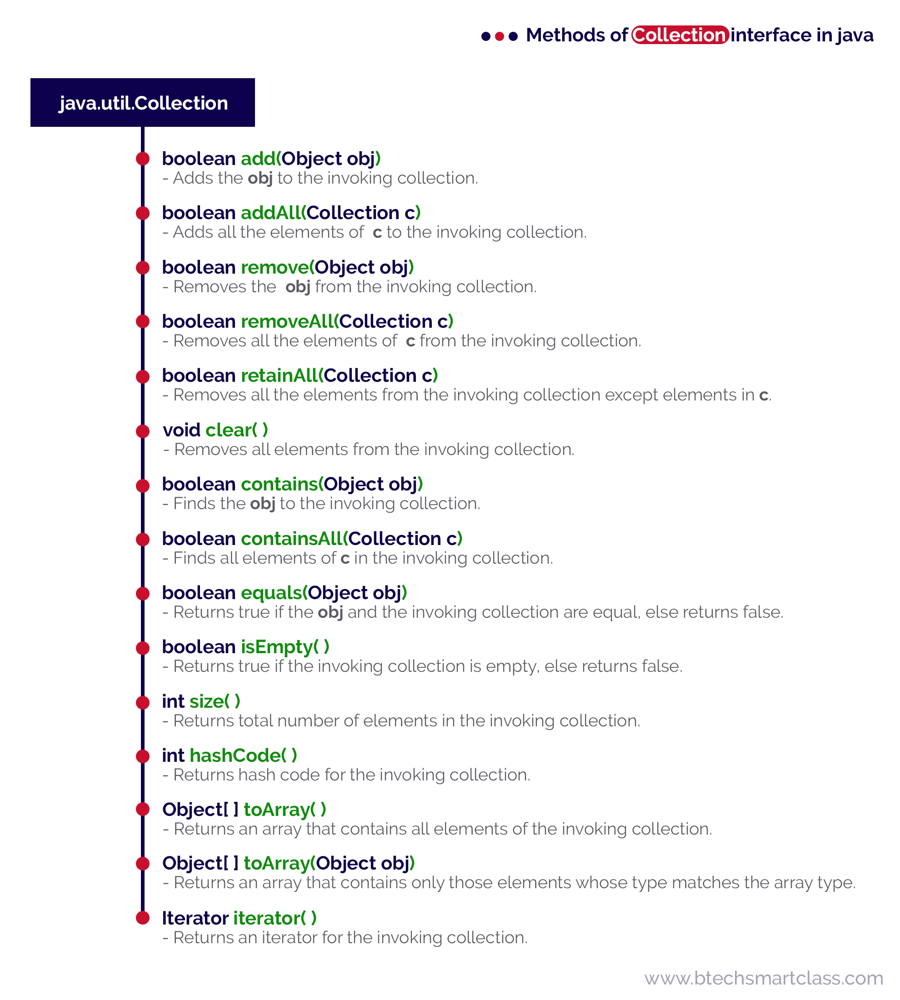 Methods of Collection interface in java
java.util.Collection
boolean add(Object obj)
- Adds the obj to the invoking collection.
boolean addAll(Collection c)
- Adds all the elements of  c to the invoking collection.
boolean remove(Object obj)
- Removes the  obj from the invoking collection.
boolean removeAll(Collection c)
- Removes all the elements of  c from the invoking collection.
boolean retainAll(Collection c)
- Removes all the elements from the invoking collection except elements in c.
void clear( )
- Removes all elements from the invoking collection.
boolean contains(Object obj)
- Finds the obj to the invoking collection.
boolean containsAll(Collection c)
- Finds all elements of c in the invoking collection.
boolean equals(Object obj)
- Returns true if the obj and the invoking collection are equal, else returns false.
boolean isEmpty( )
- Returns true if the invoking collection is empty, else returns false.
int size( )
- Returns total number of elements in the invoking collection.
int hashCode( )
- Returns hash code for the invoking collection.
Object[ ] toArray( )
- Returns an array that contains all elements of the invoking collection.
Object[ ] toArray(Object obj)
- Returns an array that contains only those elements whose type matches the array type.
Iterator iterator( )
- Returns an iterator for the invoking collection.
www.btechsmartclass.com